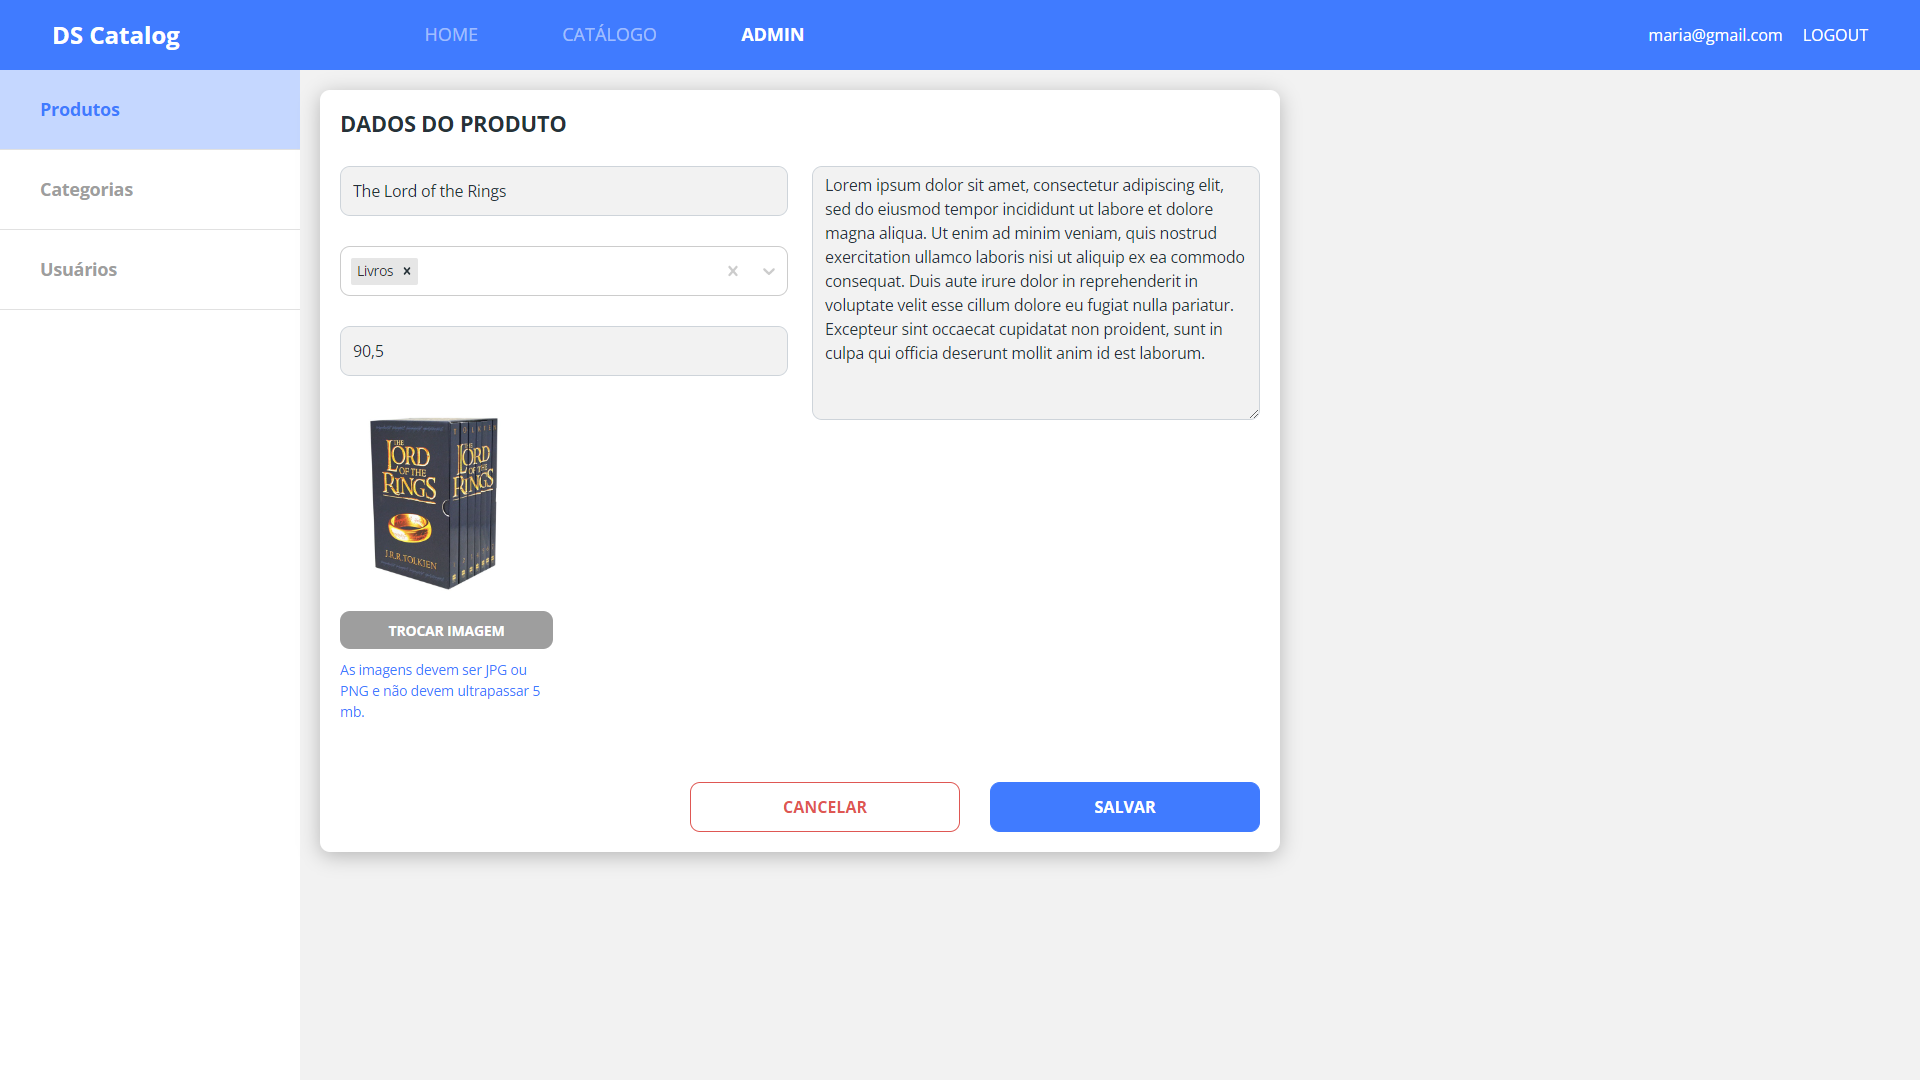 DS Catalog
HOME
CATÁLOGO
ADMIN
maria@gmail.com
LOGOUT
Produtos
Categorias
Usuários
DADOS DO PRODUTO
The Lord of the Rings
Livros
90,5
Lorem ipsum dolor sit amet, consectetur adipiscing elit,
sed do eiusmod tempor incididunt ut labore et dolore
magna aliqua. Ut enim ad minim veniam, quis nostrud
exercitation ullamco laboris nisi ut aliquip ex ea commodo
consequat. Duis aute irure dolor in reprehenderit in
voluptate velit esse cillum dolore eu fugiat nulla pariatur.
Excepteur sint occaecat cupidatat non proident, sunt in
culpa qui officia deserunt mollit anim id est laborum.
THE
LORD
OF THE
RINGS
J.R.R.TOLKIEN
TOLKIEN
THE
LORD
OF THE
RINGS
TROCAR IMAGEM
As imagens devem ser JPG ou
PNG e não devem ultrapassar 5
mb.
CANCELAR
SALVAR